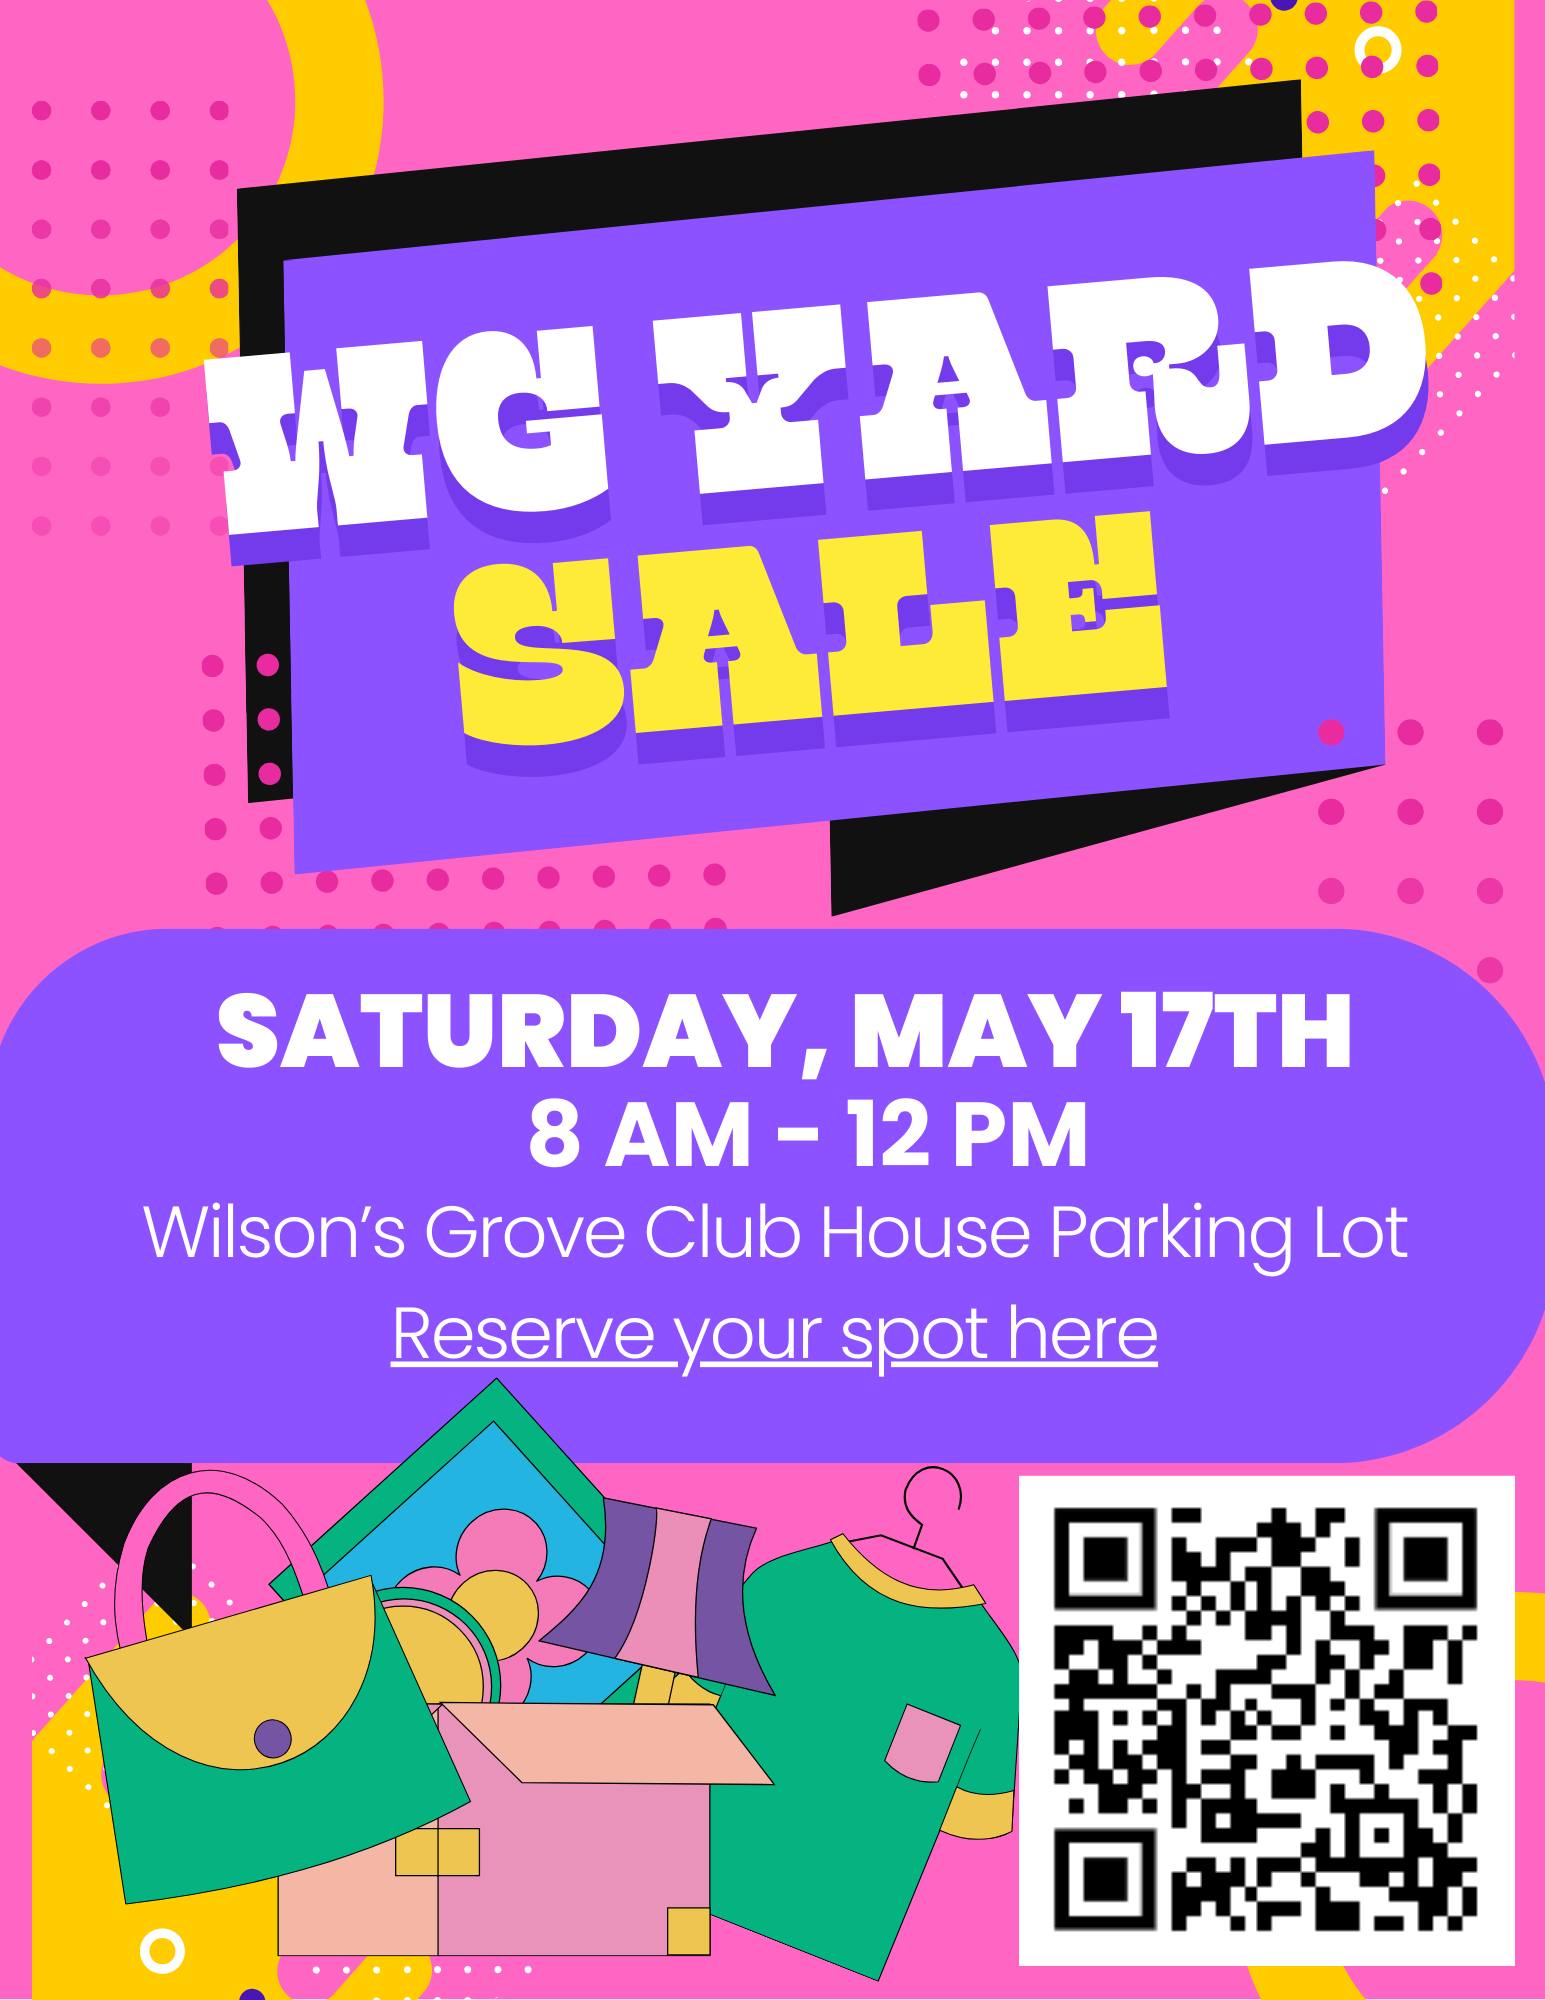 WG YARD
SALE
SATURDAY, MAY 17TH
8 AM – 12 PM
Wilson’s Grove Club House Parking Lot
Reserve your spot here